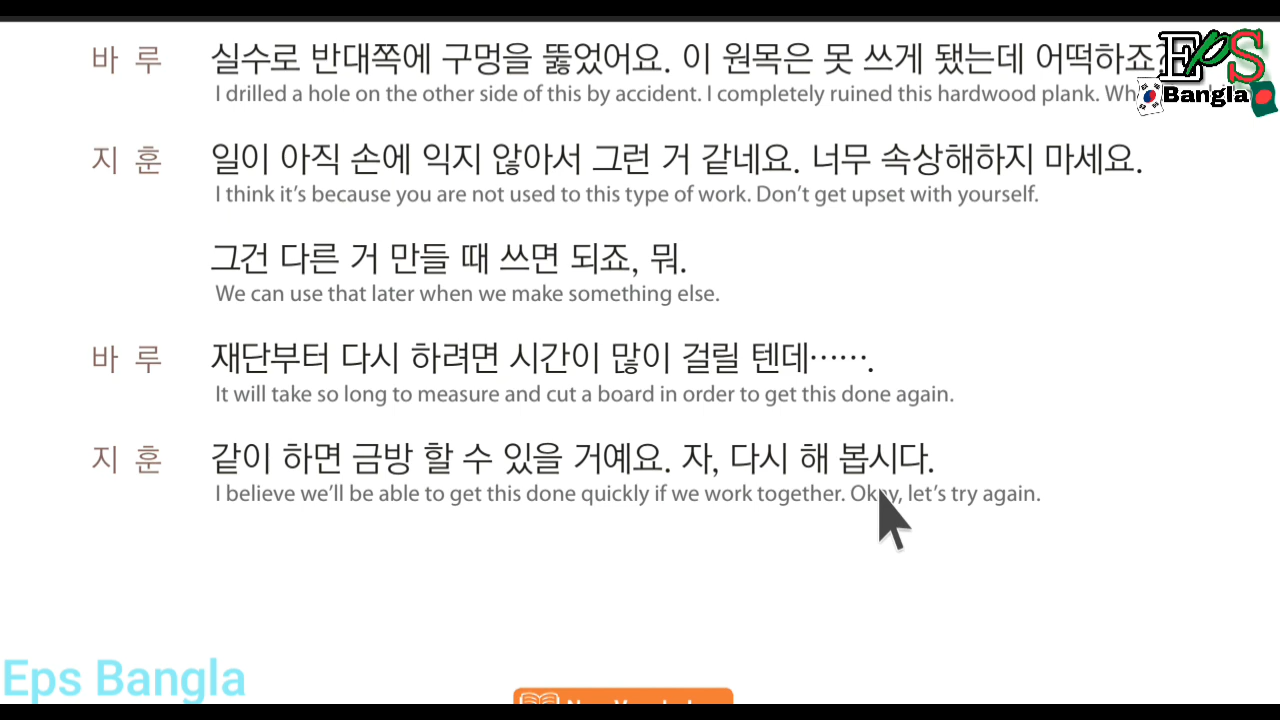 바 루 실수로 반대쪽에 구멍을 뚫었어요. 이 원목은 못 쓰게 됐는데 어떡하죠?
I drilled a hole on the other side of this by accident. I completely ruined this hardwood plank.
EPS
Bangla
지 훈 일이 아직 손에 익지 않아서 그런 거 같네요. 너무 속상해하지 마세요.
I think it's because you are not used to this type of work. Don't get upset with yourself.
그건 다른 거 만들 때 쓰면 되죠, 뭐.
We can use that later when we make something else.
바 루 재단부터 다시 하려면 시간이 많이 걸릴 텐데…….
It will take so long to measure and cut a board in order to get this done again.
지 훈 같이 하면 금방 할 수 있을 거예요. 자, 다시 해 봅시다.
I believe we'll be able to get this done quickly if we work together. Okay, let's try again.
Eps Bangla